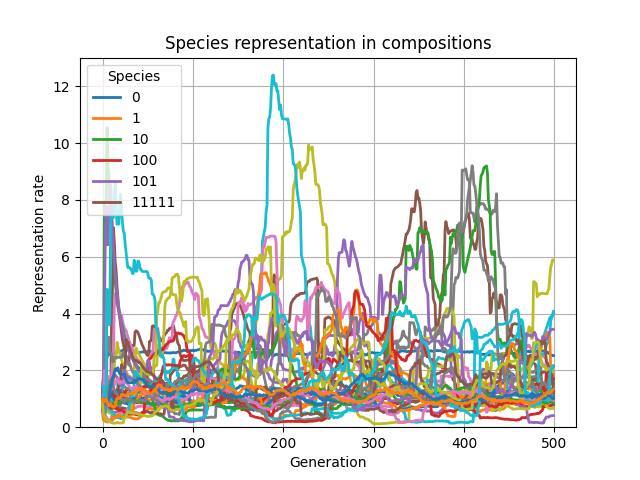 Species representation in compositions
Species
0
1
10
100
101
11111
Representation rate
12
10
8
6
4
2
0
0 100 200 300 400 500
Generation